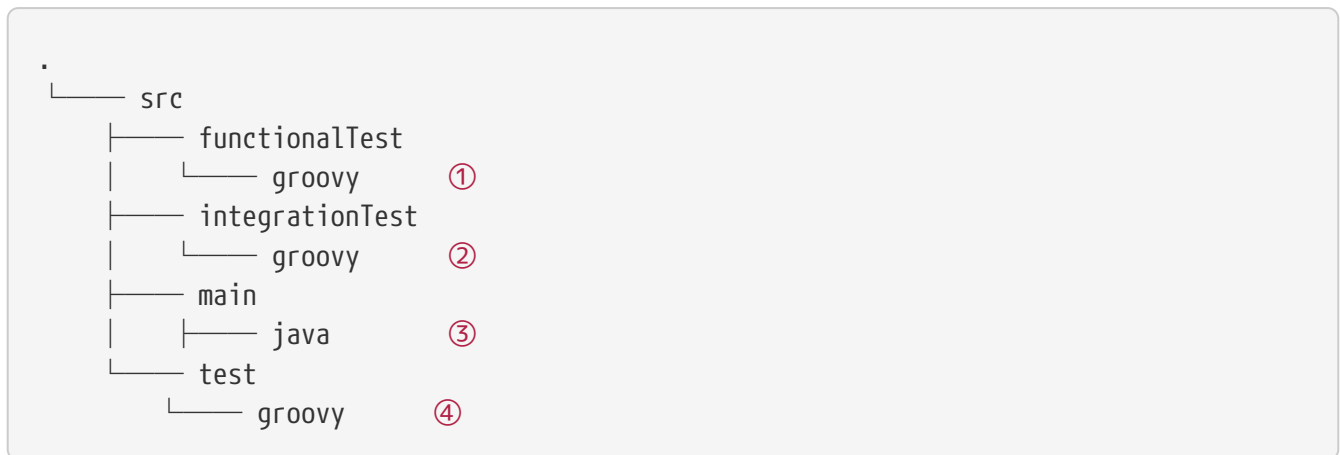 .
└── src
    ├── functionalTest
    │   └── groovy ①
    ├── integrationTest
    │   └── groovy ②
    ├── main
    │   ├── java ③
    └── test
        └── groovy ④